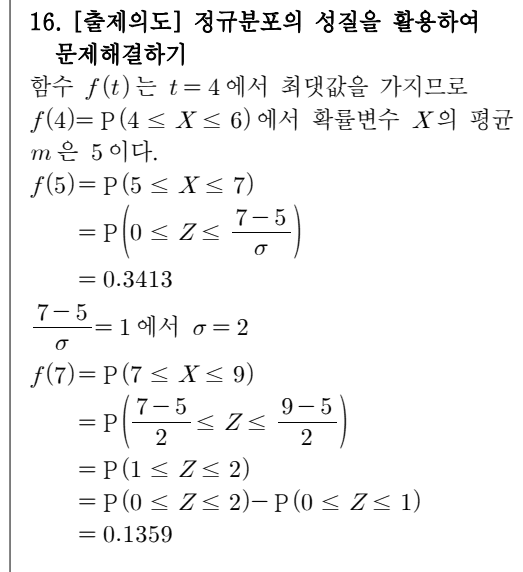 16. [출제의도] 정규분포의 성질을 활용하여
문제해결하기
함수 f(t)는 t=4에서 최댓값을 가지므로
f(4)=P(4≤X≤6)에서 확률변수 X의 평균
m은 5이다.
f(5)=P(5≤X≤7)
=P(0≤Z≤(7-5)/σ)
=0.3413
(7-5)/σ=1에서 σ=2
f(7)=P(7≤X≤9)
=P((7-5)/2≤Z≤(9-5)/2)
=P(1≤Z≤2)
=P(0≤Z≤2)-P(0≤Z≤1)
=0.1359